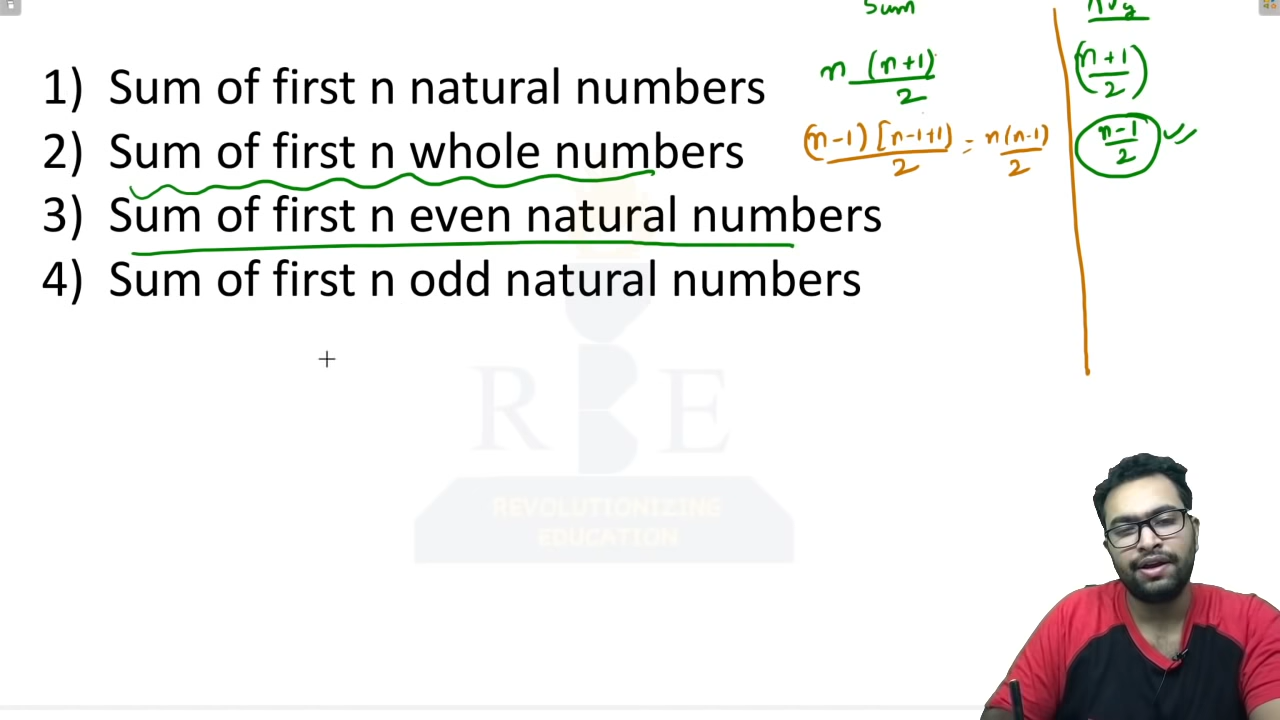 Sum Avg
1) Sum of first n natural numbers n (n+1)/2 (n+1/2)
2) Sum of first n whole numbers (n-1) [n-1+1]/2 = n(n-1)/2 n-1/2
3) Sum of first n even natural numbers
4) Sum of first n odd natural numbers
R B E
REVOLUTIONIZING
EDUCATION